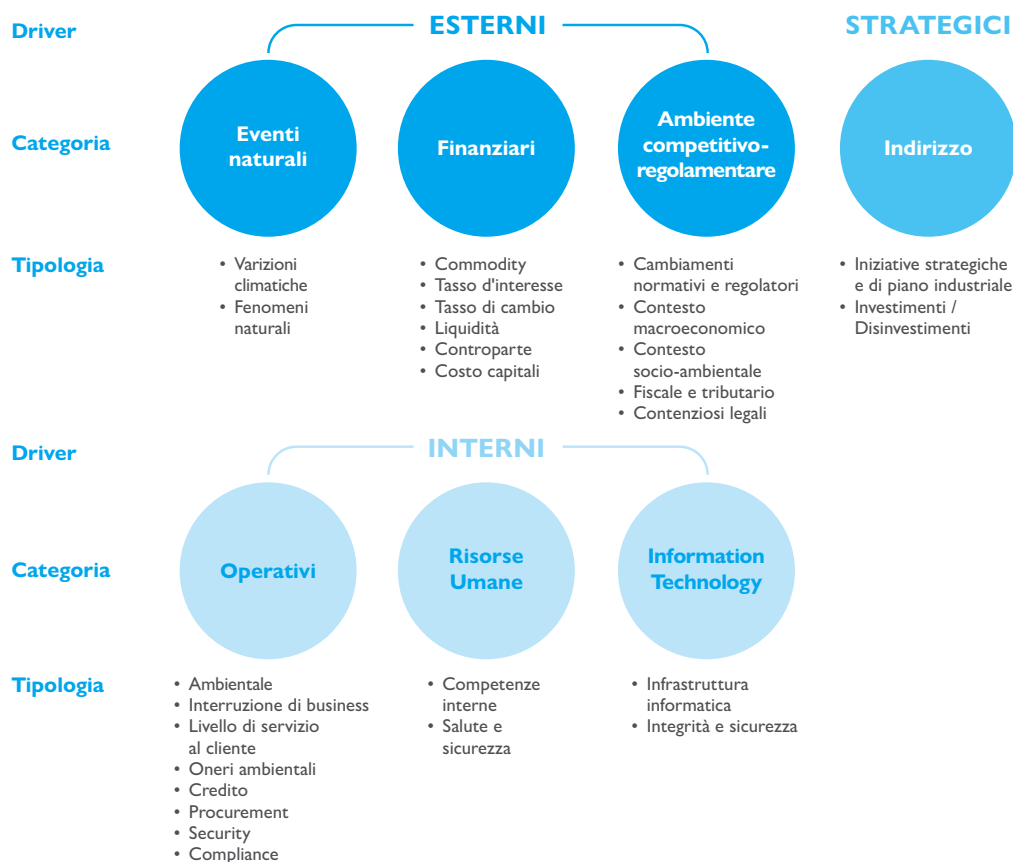 Driver
ESTERNI
STRATEGICI
Categoria
Eventi
naturali
Finanziari
Ambiente
competitivo-
regolamentare
Indirizzo
Tipologia
• Varizioni
climatiche
• Fenomeni
naturali
• Commodity
• Tasso d'interesse
• Tasso di cambio
• Liquidità
• Controparte
• Costo capitali
• Cambiamenti
normativi e regolatori
• Contesto
macroeconomico
• Contesto
socio-ambientale
• Fiscale e tributario
• Contenziosi legali
• Iniziative strategiche
e di piano industriale
• Investimenti /
Disinvestimenti
Driver
INTERNI
Categoria
Operativi
Risorse
Umane
Information
Technology
Tipologia
• Ambientale
• Interruzione di business
• Livello di servizio
al cliente
• Oneri ambientali
• Credito
• Procurement
• Security
• Compliance
• Competenze
interne
• Salute e
sicurezza
• Infrastruttura
informatica
• Integrità e sicurezza